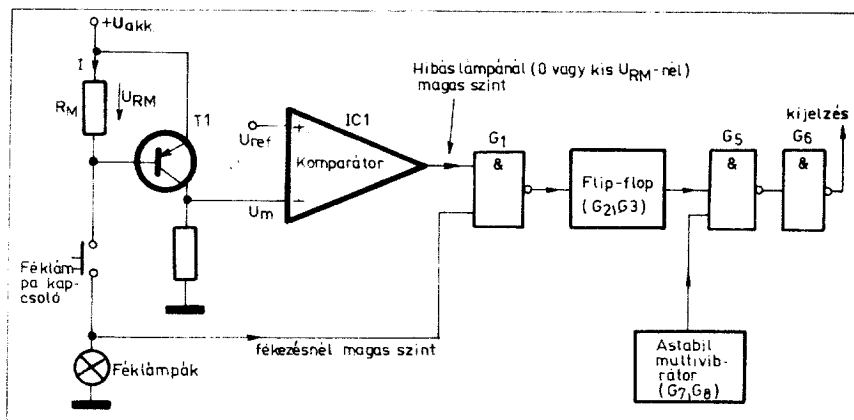 +Uakk.
I
RM
URM
T1
Uref
Um
Komparátor
IC1
Hibás lámpánál (0 vagy kis URM-nél)
magas szint
G1
&
Flip-flop
(G2,G3)
G5
&
G6
&
kijelzés
Féklám-
pa kap-
csoló
fékezésnél magas szint
Féklámpák
Astabil
multivib-
rátor
(G7,G8)